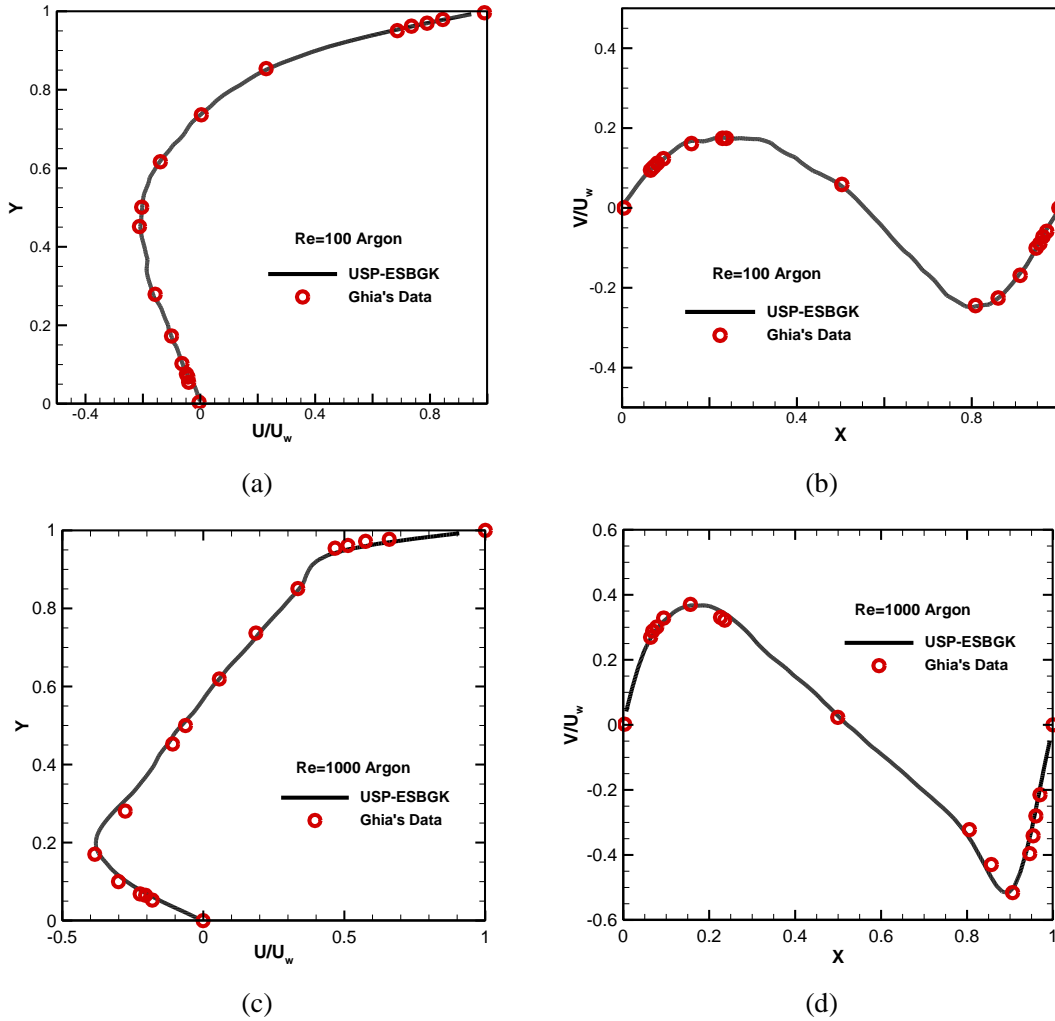 1
0.8
0.6
0.4
0.2
0
Y
-0.4
0
0.4
0.8
U/Uw
Re=100 Argon
USP-ESBGK
Ghia's Data
(a)
0.4
0.2
0
-0.2
-0.4
V/Uw
0
0.4
0.8
X
Re=100 Argon
USP-ESBGK
Ghia's Data
(b)
1
0.8
0.6
0.4
0.2
0
Y
-0.5
0
0.5
1
U/Uw
Re=1000 Argon
USP-ESBGK
Ghia's Data
(c)
0.6
0.4
0.2
0
-0.2
-0.4
-0.6
V/Uw
0
0.2
0.4
0.6
0.8
1
X
Re=1000 Argon
USP-ESBGK
Ghia's Data
(d)